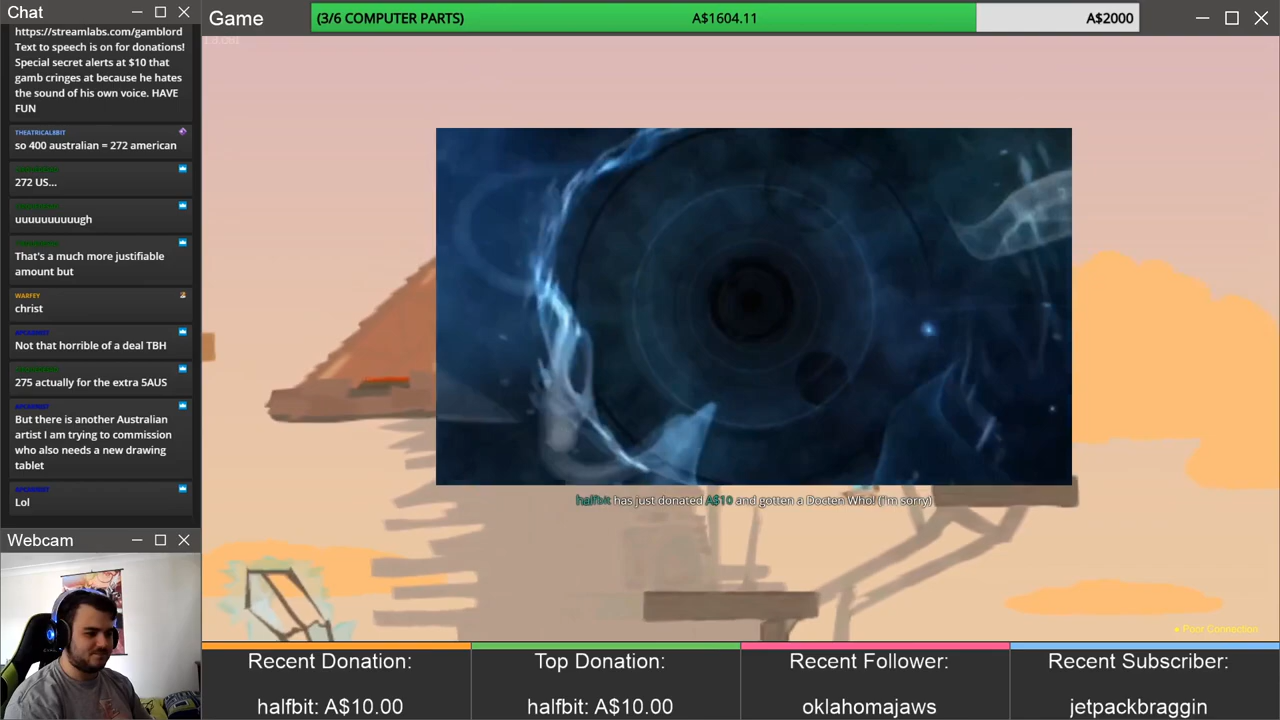 Chat
Game
(3/6 COMPUTER PARTS)
A$1604.11
A$2000
https://streamlabs.com/gamblord
Text to speech is on for donations!
Special secret alerts at $10 that
gamb cringes at because he hates
the sound of his own voice. HAVE
FUN
THEATRICAL8BIT
so 400 australian = 272 american
272 US...
uuuuuuuuuugh
That's a much more justifiable
amount but
WARFEY
christ
Not that horrible of a deal TBH
275 actually for the extra 5AUS
But there is another Australian
artist I am trying to commission
who also needs a new drawing
tablet
Lol
halfbit has just donated A$10 and gotten a Docten Who! (i'm sorry)
Webcam
Poor Connection
Recent Donation:
halfbit: A$10.00
Top Donation:
halfbit: A$10.00
Recent Follower:
oklahomajaws
Recent Subscriber:
jetpackbraggin